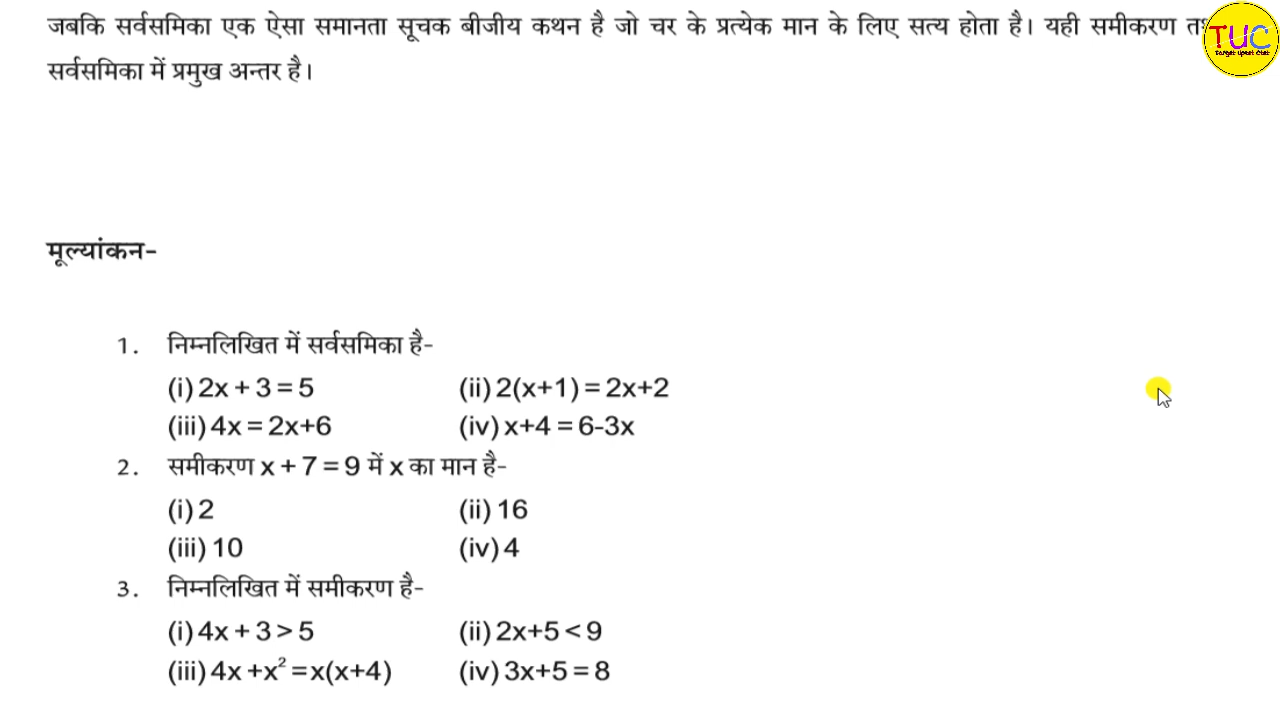 जबकि सर्वसमिका एक ऐसा समानता सूचक बीजीय कथन है जो चर के प्रत्येक मान के लिए सत्य होता है। यही समीकरण
TUC
Target Upset Clat
सर्वसमिका में प्रमुख अन्तर है।
मूल्यांकन-
1. निम्नलिखित में सर्वसमिका है-
(i) 2x + 3 = 5 (ii) 2(x+1) = 2x+2
(iii) 4x = 2x+6 (iv) x+4 = 6-3x
2. समीकरण x + 7 = 9 में x का मान है-
(i) 2 (ii) 16
(iii) 10 (iv) 4
3. निम्नलिखित में समीकरण है-
(i) 4x + 3 > 5 (ii) 2x+5 < 9
(iii) 4x +x² =x(x+4) (iv) 3x+5 = 8